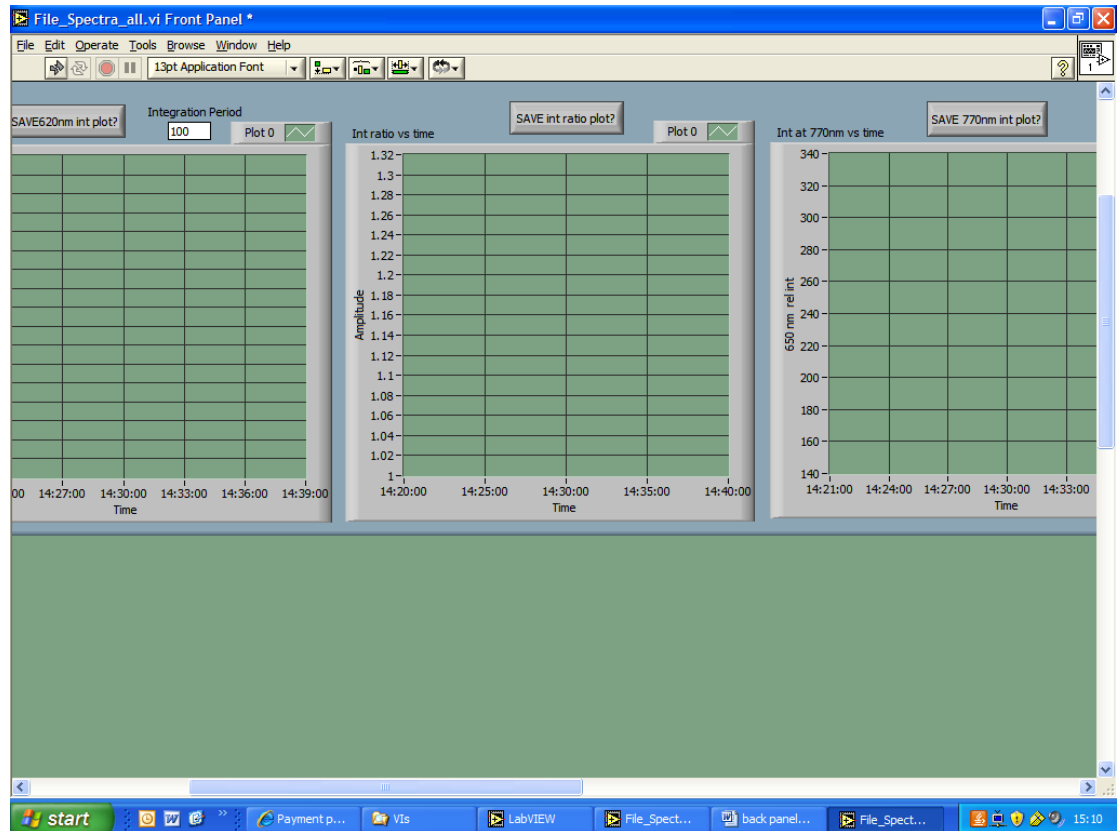 File_Spectra_all.vi Front Panel *
File Edit Operate Tools Browse Window Help
13pt Application Font
1
SAVE620nm int plot?
Integration Period
100
Plot 0
00 14:27:00 14:30:00 14:33:00 14:36:00 14:39:00
Time
SAVE int ratio plot?
Int ratio vs time
Plot 0
Amplitude
1.32
1.3
1.28
1.26
1.24
1.22
1.2
1.18
1.16
1.14
1.12
1.1
1.08
1.06
1.04
1.02
1
14:20:00 14:25:00 14:30:00 14:35:00 14:40:00
Time
SAVE 770nm int plot?
Int at 770nm vs time
650 nm rel int
340
320
300
280
260
240
220
200
180
160
140
14:21:00 14:24:00 14:27:00 14:30:00 14:33:00
Time
start
Payment p...
VIs
LabVIEW
File_Spect...
back panel...
File_Spect...
15:10